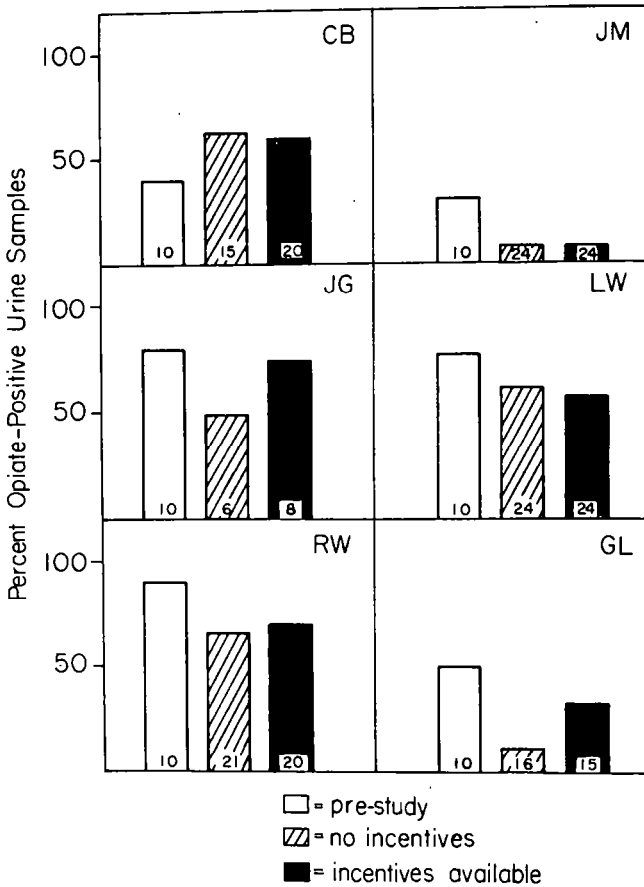 Percent Opiate-Positive Urine Samples
CB
100
50
10 15 20
JM
10 24 24
JG
100
50
10 6 8
LW
10 24 24
RW
100
50
10 21 20
GL
10 16 15
= pre-study
= no incentives
= incentives available